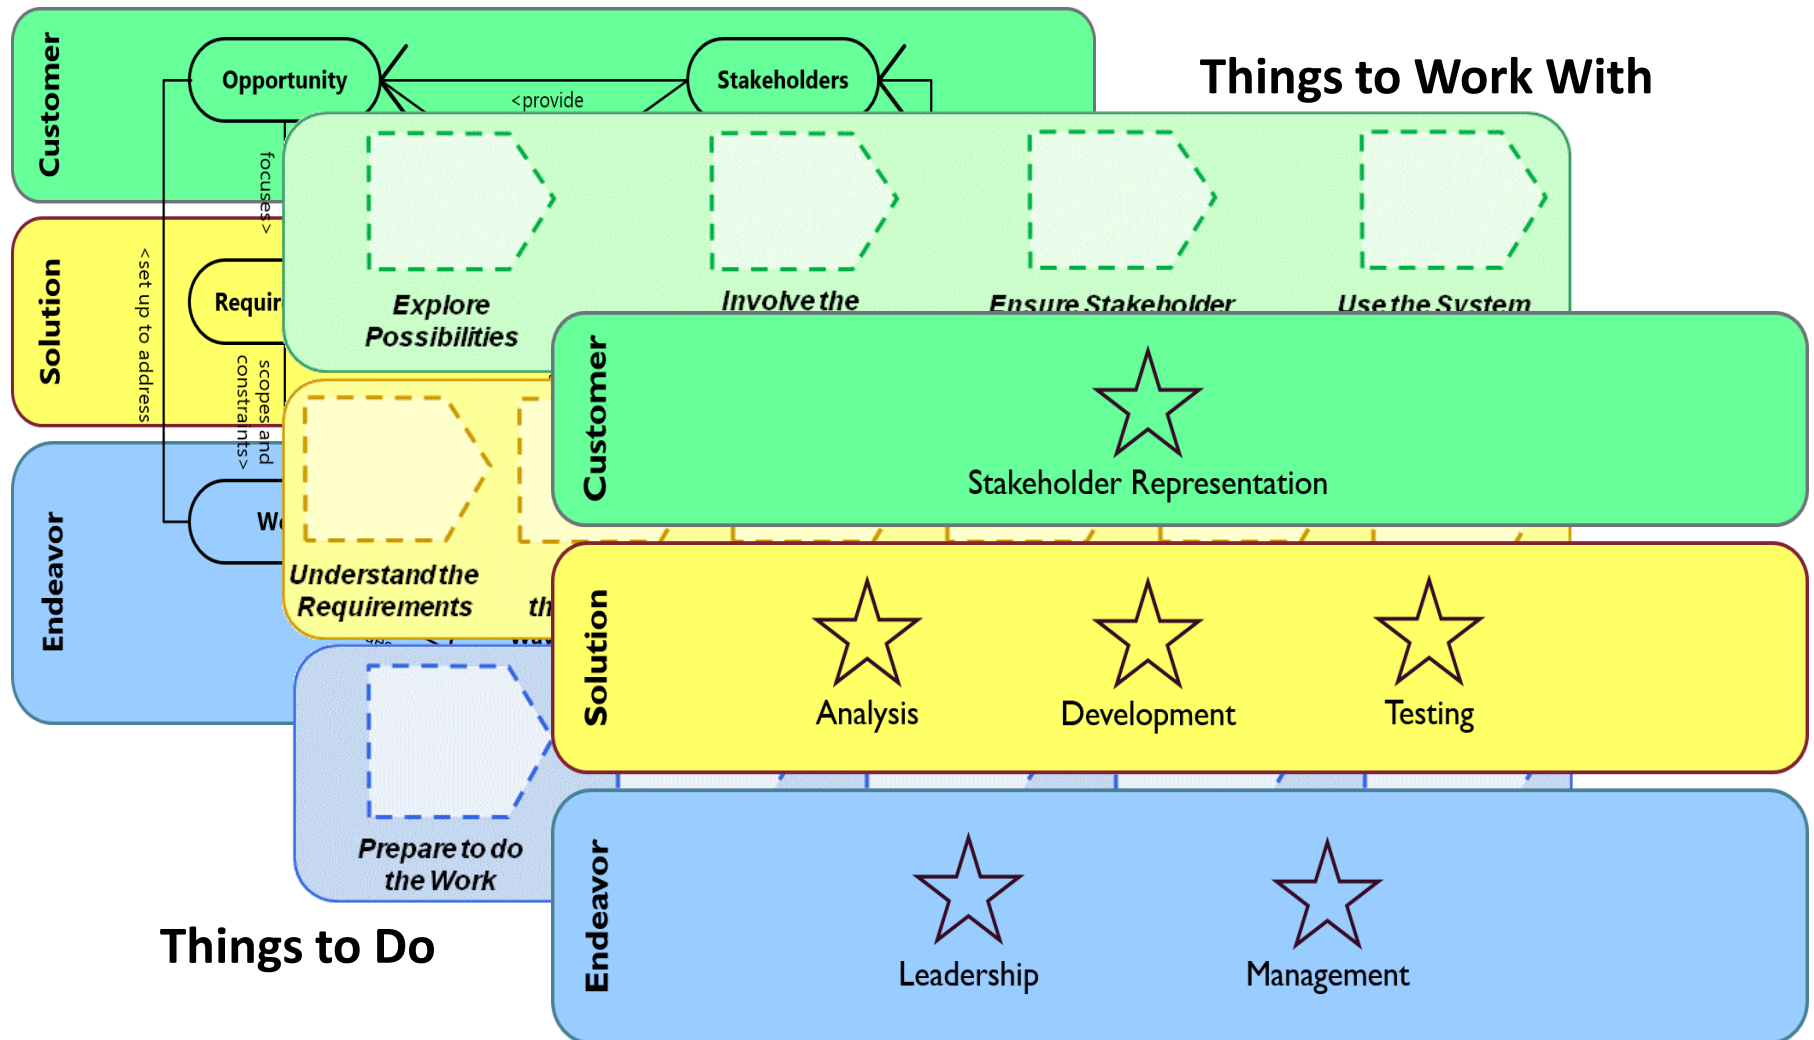 Things to Work With
Customer
Opportunity
Stakeholders
<provide
focuses>
Solution
<set up to address
scopes and
constraints>
Endeavor
Explore
Possibilities
Involve the
Ensure Stakeholder
Use the System
Understand the
Requirements
Prepare to do
the Work
Customer
Stakeholder Representation
Solution
Analysis
Development
Testing
Endeavor
Leadership
Management
Things to Do